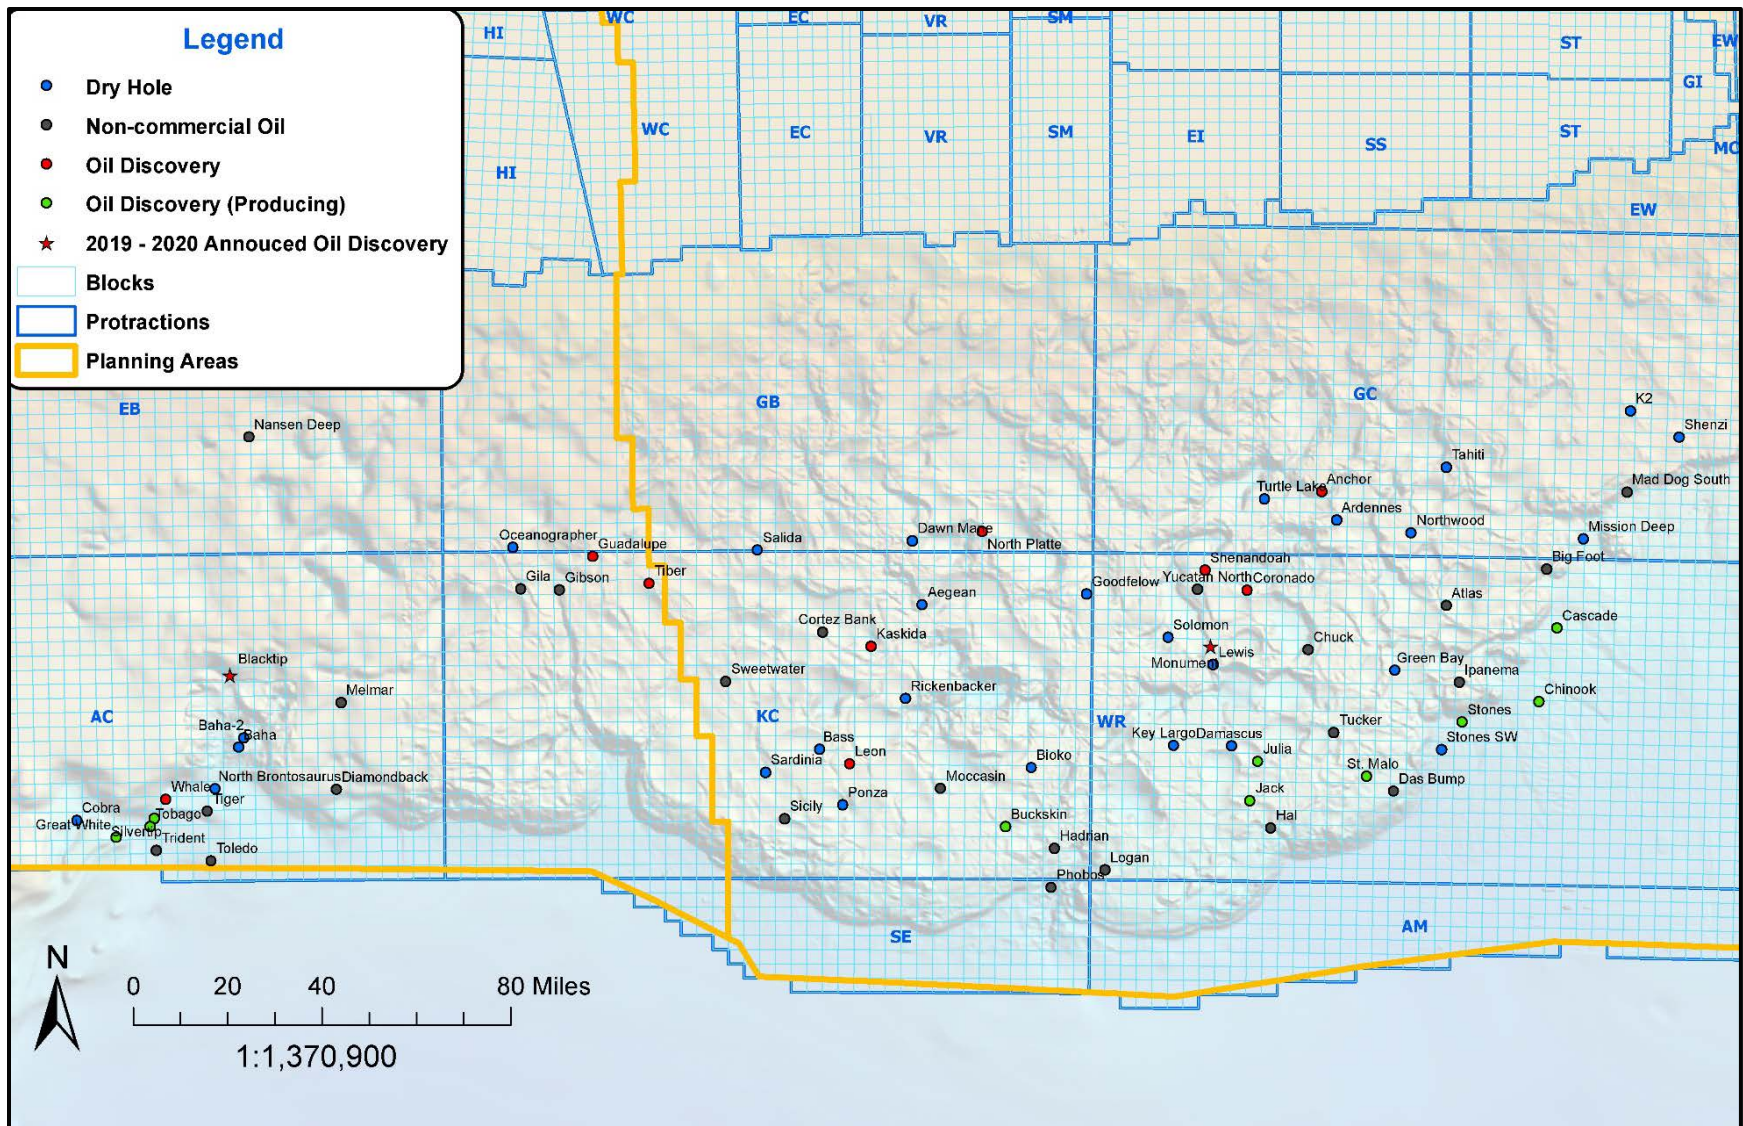 Legend
Dry Hole
Non-commercial Oil
Oil Discovery
Oil Discovery (Producing)
2019 - 2020 Annouced Oil Discovery
Blocks
Protractions
Planning Areas
WC
EC
VR
SM
HI
ST
EW
GI
WC
EC
VR
SM
EI
SS
ST
MC
HI
EW
EB
GB
GC
K2
Nansen Deep
Shenzi
Tahiti
Turtle Lake
Anchor
Mad Dog South
Ardennes
Northwood
Mission Deep
Oceanographer
Guadalupe
Salida
Dawn Marie
North Platte
Big Foot
Shenandoah
Tiber
Gila
Gibson
Goodfelow
Yucatan North
Coronado
Aegean
Atlas
Cortez Bank
Kaskida
Cascade
Solomon
Chuck
Lewis
Monument
Green Bay
Ipanema
Blacktip
Sweetwater
Melmar
Rickenbacker
Chinook
AC
KC
WR
Stones
Baha-2
Baha
Bass
Leon
Key Largo
Damascus
Tucker
Stones SW
Sardinia
Bioko
Julia
St. Malo
Das Bump
North Brontosaurus
Diamondback
Moccasin
Whale
Tiger
Sicily
Ponza
Jack
Cobra
Tobago
Buckskin
Hal
Great White
Silvertip
Trident
Toledo
Hadrian
Logan
Phobos
SE
AM
N
0 20 40 80 Miles
1:1,370,900